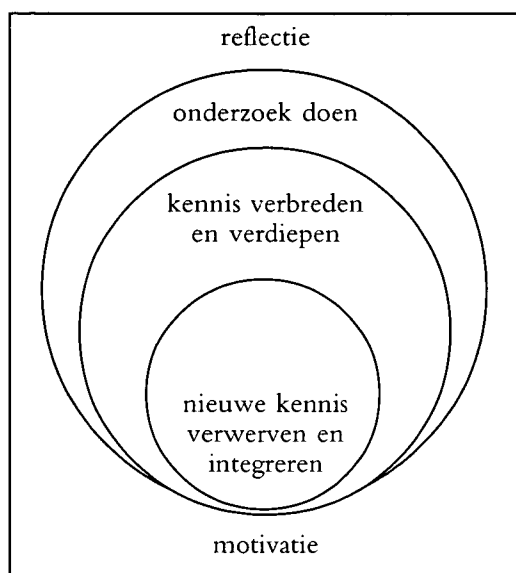 reflectie
onderzoek doen
kennis verbreden
en verdiepen
nieuwe kennis
verwerven en
integreren
motivatie